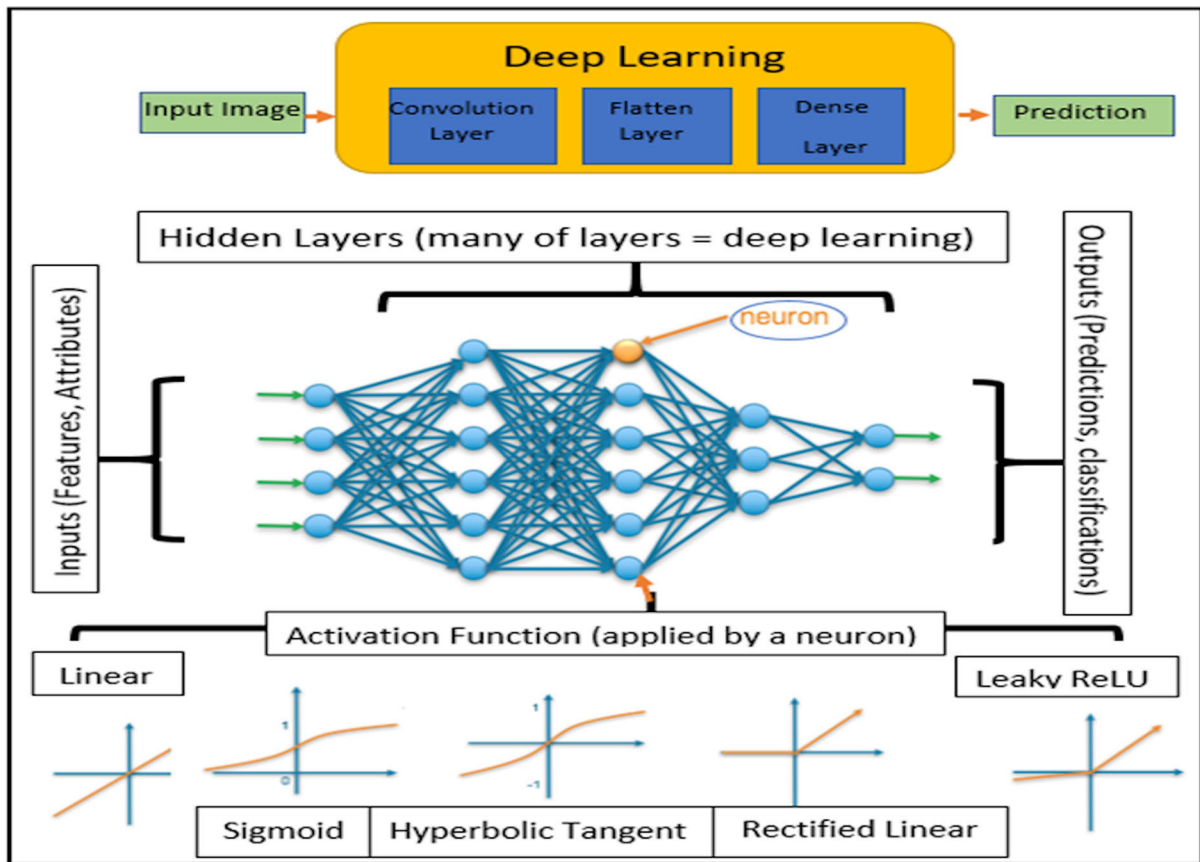 Deep Learning
Input Image
Convolution
Layer
Flatten
Layer
Dense
Layer
Prediction
Hidden Layers (many of layers = deep learning)
Inputs (Features, Attributes)
Outputs (Predictions, classifications)
neuron
Activation Function (applied by a neuron)
Linear
Leaky ReLU
1
0
1
-1
Sigmoid
Hyperbolic Tangent
Rectified Linear